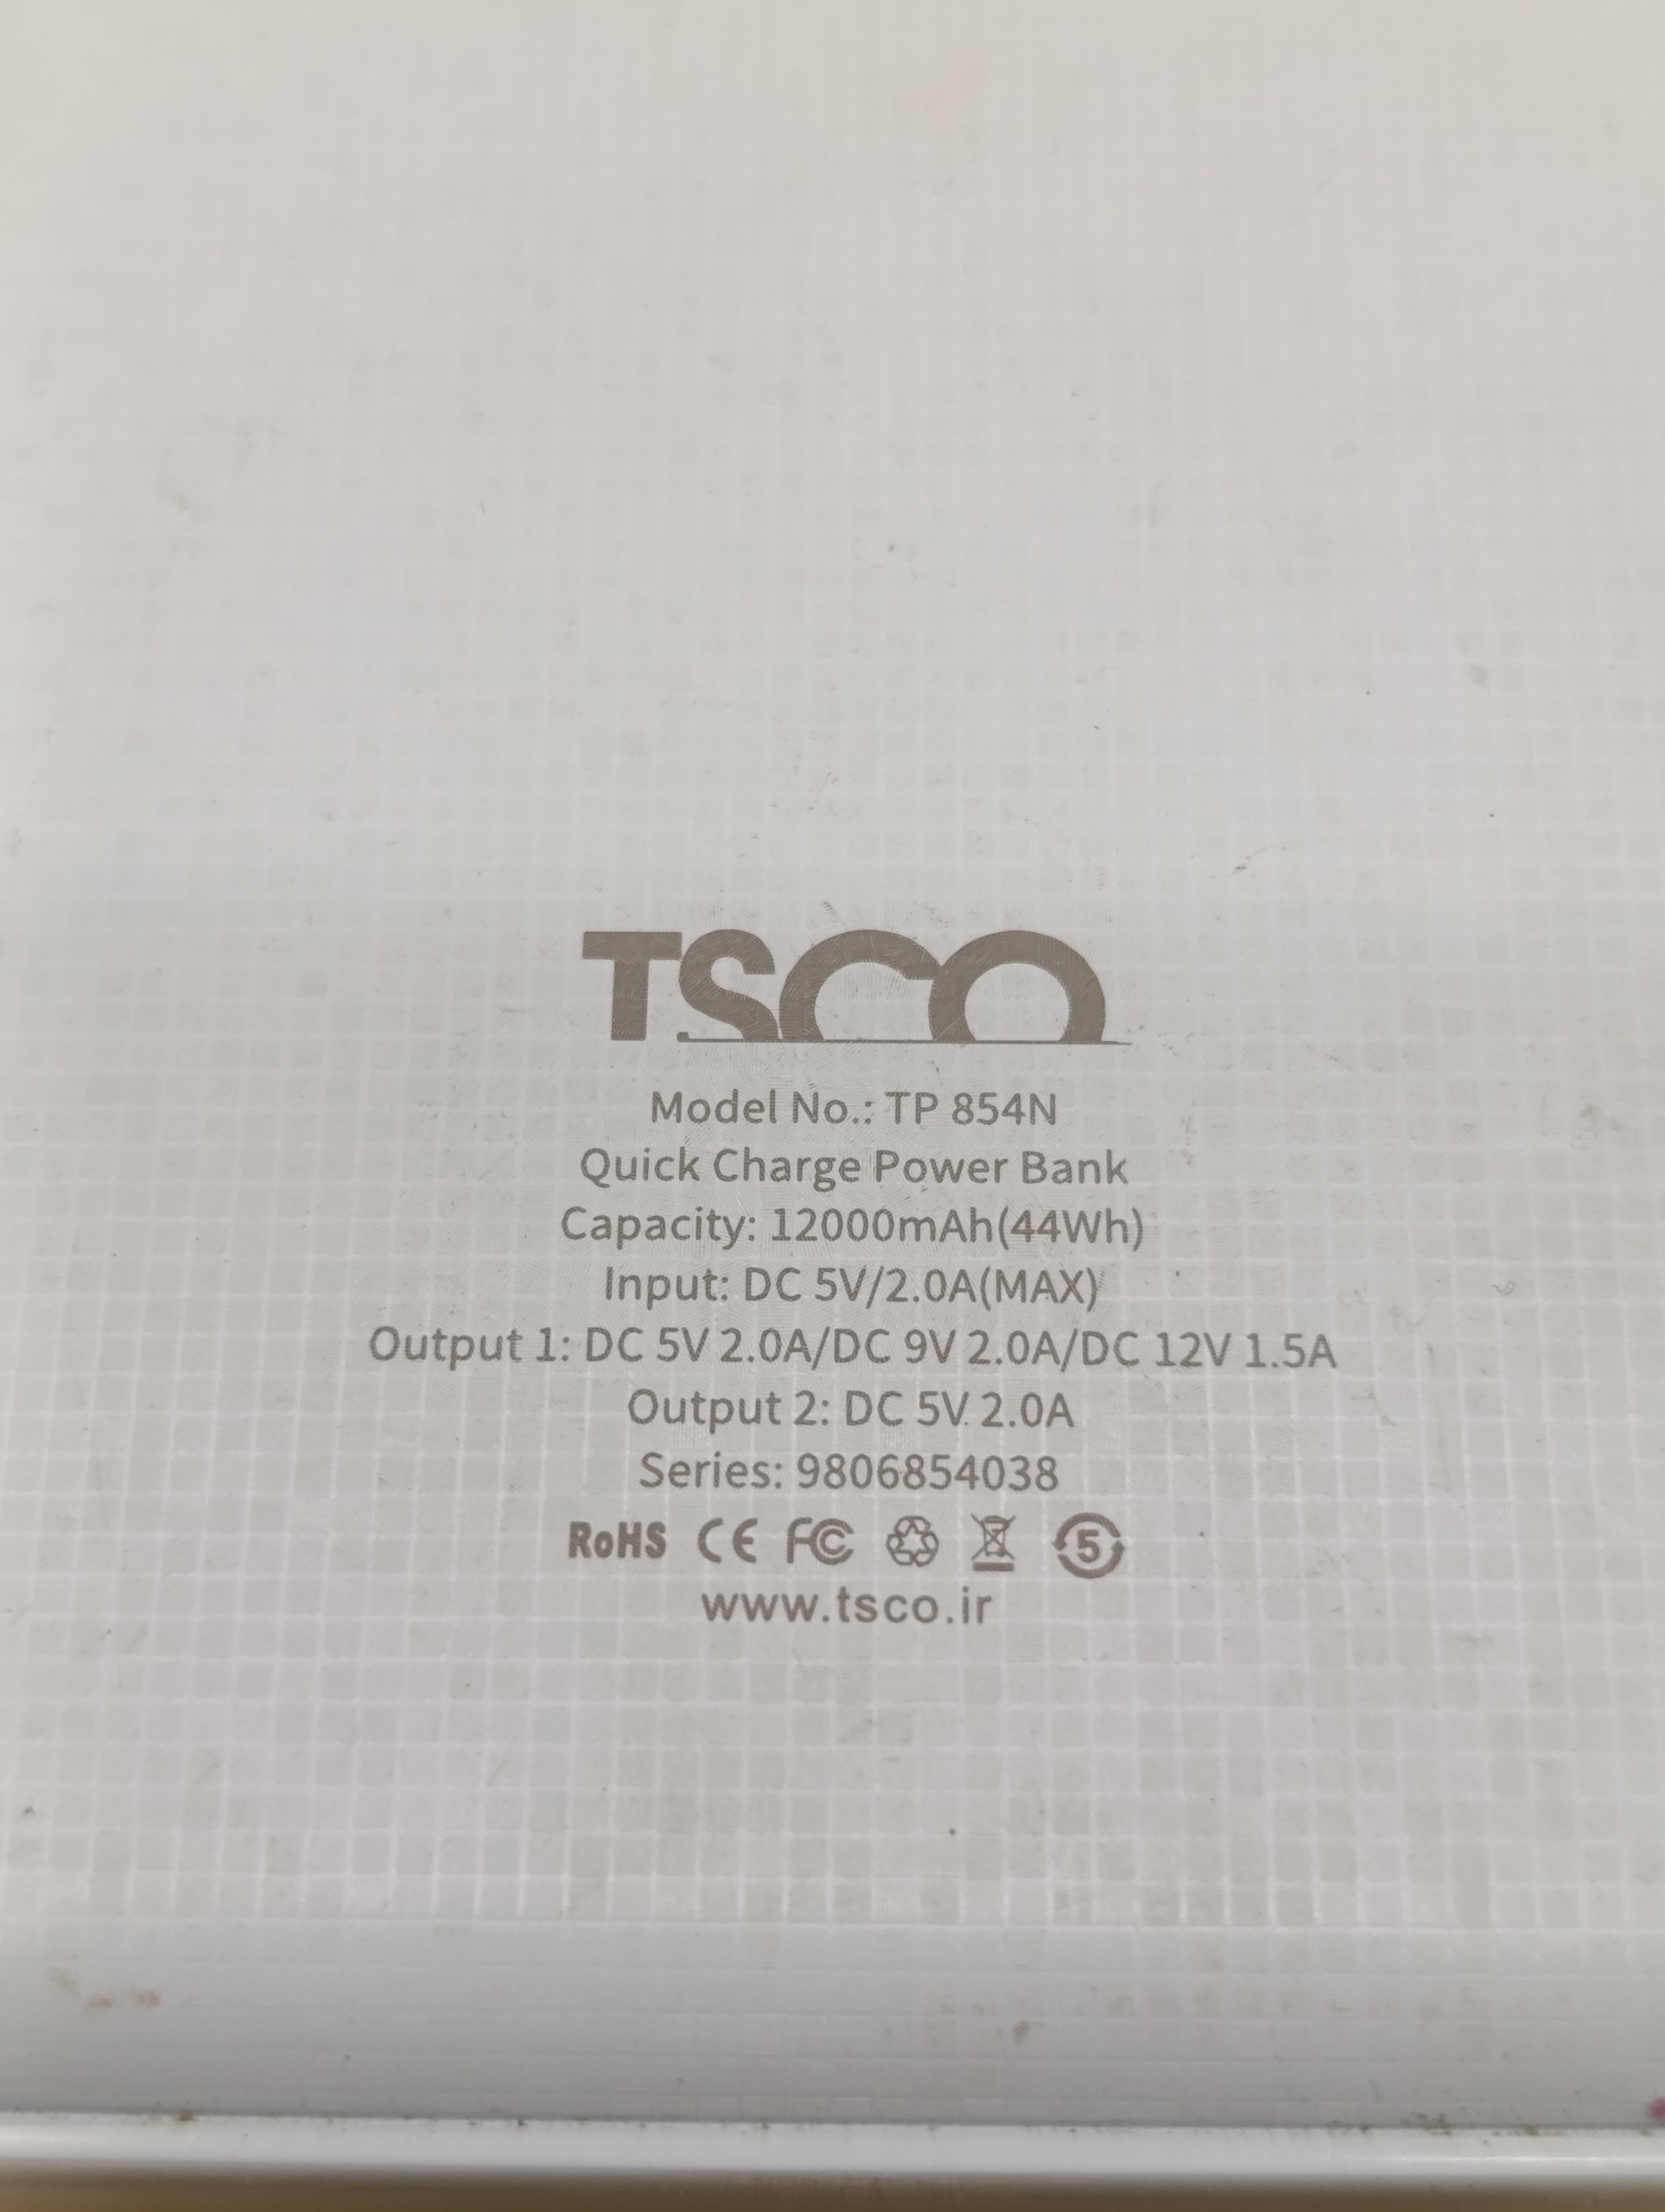 TSCO
Model No.: TP 854N
Quick Charge Power Bank
Capacity: 12000mAh(44Wh)
Input: DC 5V/2.0A(MAX)
Output 1: DC 5V 2.0A/DC 9V 2.0A/DC 12V 1.5A
Output 2: DC 5V 2.0A
Series: 9806854038
RoHS CE FC 5
www.tsco.ir